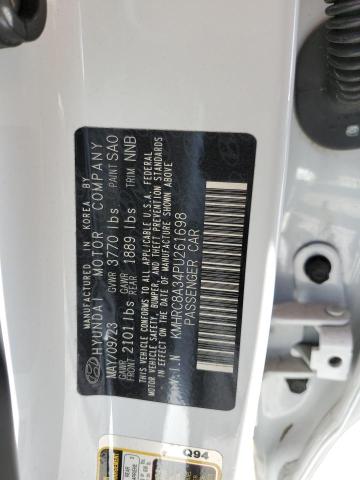 MANUFACTURED IN KOREA BY
HYUNDAI MOTOR COMPANY
MAY/09/23 GVWR 3770 lbs PAINT SAO
GAWR FRONT 2101 lbs GAWR REAR 1889 lbs TRIM NNB
THIS VEHICLE CONFORMS TO ALL APPLICABLE U.S.A. FEDERAL
MOTOR VEHICLE SAFETY, BUMPER, AND THEFT PREVENTION STANDARDS
IN EFFECT ON THE DATE OF MANUFACTURE SHOWN ABOVE
V.I.N KMHRC8A34PU261698
PASSENGER CAR
Q94